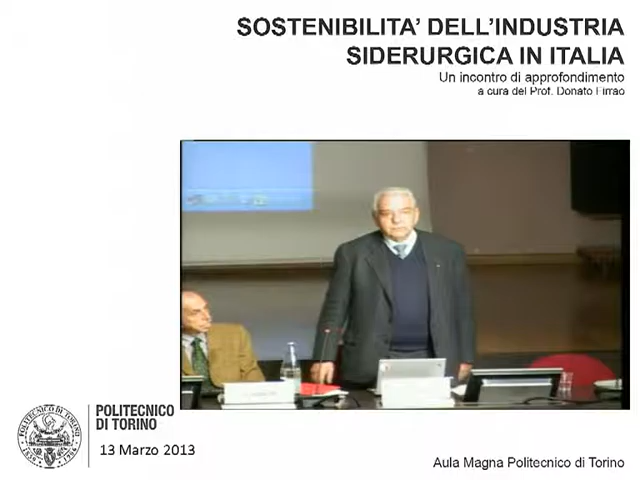 SOSTENIBILITA' DELL'INDUSTRIA
SIDERURGICA IN ITALIA
Un incontro di approfondimento
a cura del Prof. Donato Firrao
POLITECNICO
DI TORINO
13 Marzo 2013
Aula Magna Politecnico di Torino